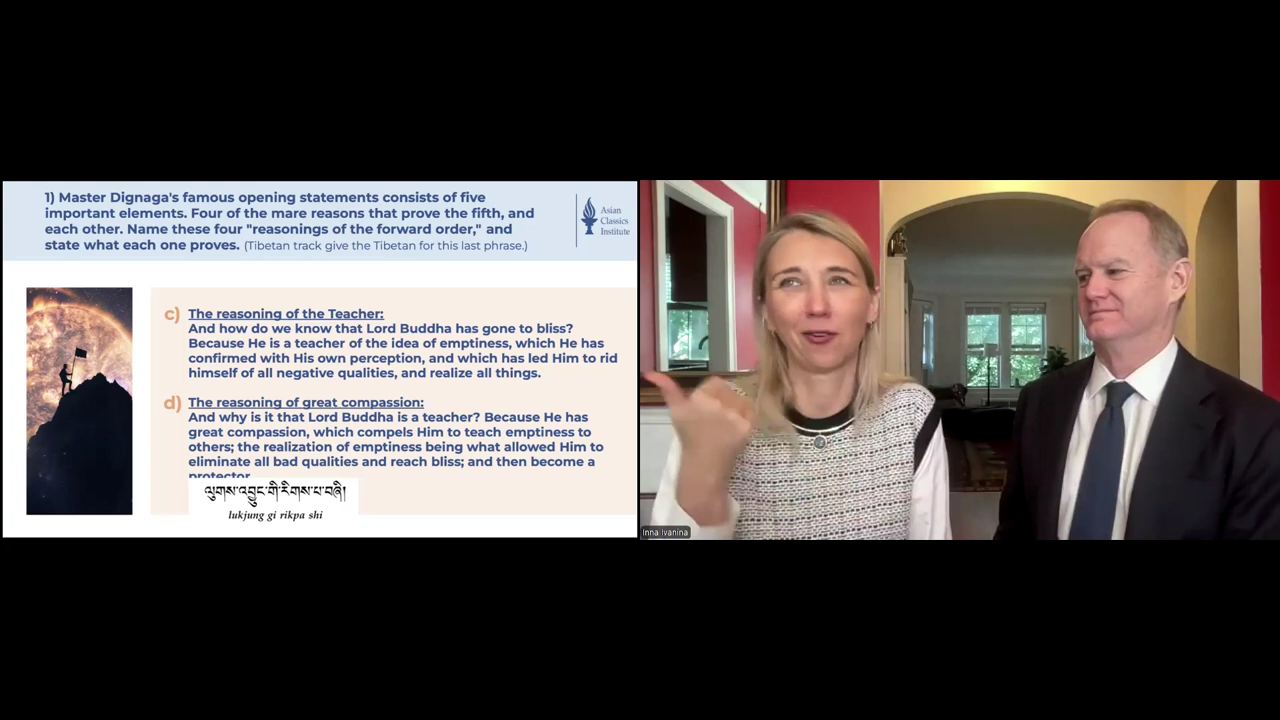 1) Master Dignaga's famous opening statements consists of five
important elements. Four of the mare reasons that prove the fifth, and
each other. Name these four "reasonings of the forward order," and
state what each one proves. (Tibetan track give the Tibetan for this last phrase.)
Asian
Classics
Institute
c) The reasoning of the Teacher:
And how do we know that Lord Buddha has gone to bliss?
Because He is a teacher of the idea of emptiness, which He has
confirmed with His own perception, and which has led Him to rid
himself of all negative qualities, and realize all things.
d) The reasoning of great compassion:
And why is it that Lord Buddha is a teacher? Because He has
great compassion, which compels Him to teach emptiness to
others; the realization of emptiness being what allowed Him to
eliminate all bad qualities and reach bliss; and then become a
protector
ལུགས་འབྱུང་གི་རིགས་པ་བཞི།
lukjung gi rikpa shi
Inna Ivanina